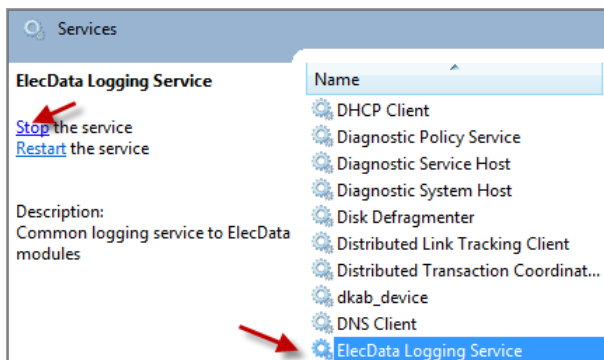 Services
ElecData Logging Service
Stop the service
Restart the service
Description:
Common logging service to ElecData
modules
Name
DHCP Client
Diagnostic Policy Service
Diagnostic Service Host
Diagnostic System Host
Disk Defragmenter
Distributed Link Tracking Client
Distributed Transaction Coordinat...
dkab_device
DNS Client
ElecData Logging Service